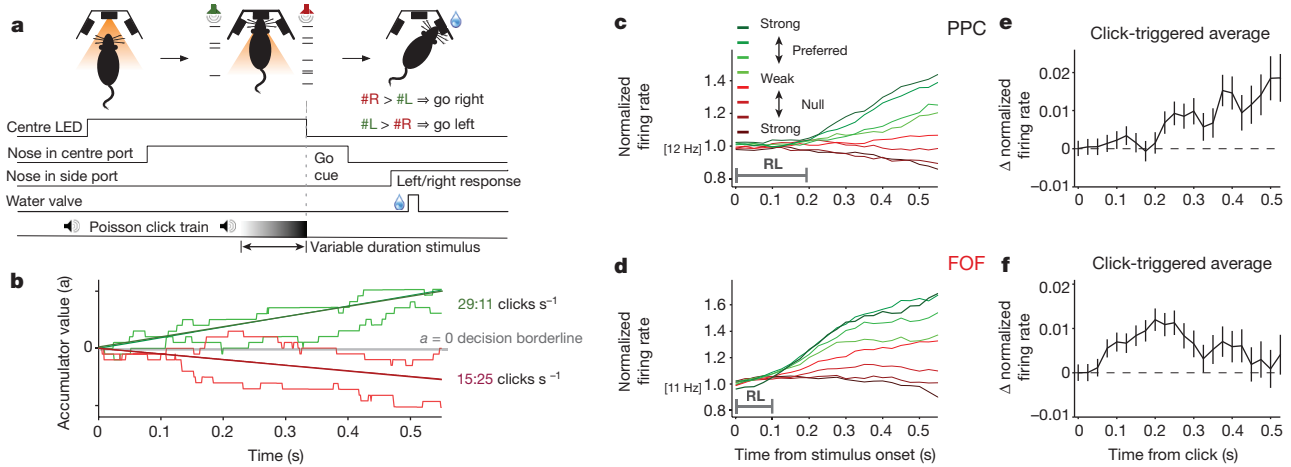 a
#R > #L ⇒ go right
#L > #R ⇒ go left
Centre LED
Nose in centre port
Go
cue
Nose in side port
Left/right response
Water valve
Poisson click train
Variable duration stimulus
b
Accumulator value (a)
0
29:11 clicks s⁻¹
a = 0 decision borderline
15:25 clicks s⁻¹
0 0.1 0.2 0.3 0.4 0.5
Time (s)
c
PPC
Strong
Preferred
Weak
Null
Strong
Normalized
firing rate
1.4
1.2
1.0
[12 Hz]
0.8
RL
0 0.1 0.2 0.3 0.4 0.5
d
FOF
Normalized
firing rate
1.6
1.4
1.2
1.0
[11 Hz]
0.8
RL
0 0.1 0.2 0.3 0.4 0.5
Time from stimulus onset (s)
e
Click-triggered average
Δ normalized
firing rate
0.02
0.01
0
−0.01
0 0.1 0.2 0.3 0.4 0.5
f
Click-triggered average
Δ normalized
firing rate
0.02
0.01
0
−0.01
0 0.1 0.2 0.3 0.4 0.5
Time from click (s)